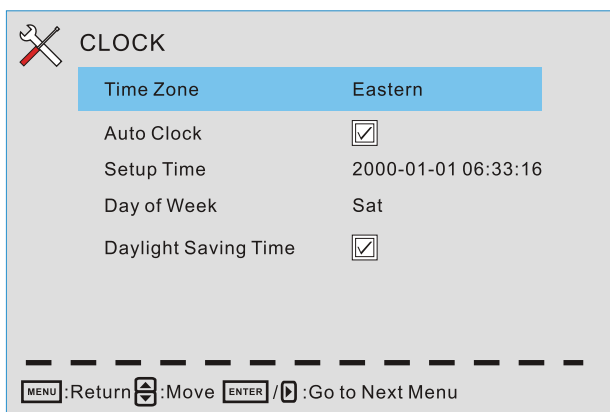 CLOCK
Time Zone Eastern
Auto Clock
Setup Time 2000-01-01 06:33:16
Day of Week Sat
Daylight Saving Time
MENU :Return :Move ENTER / :Go to Next Menu